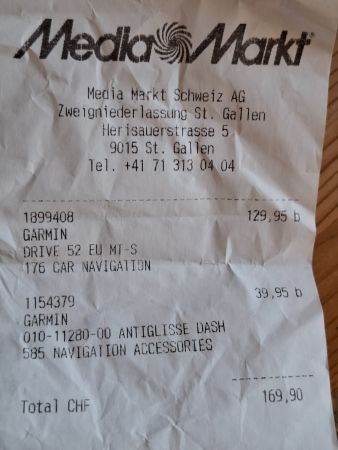 Media Markt
Media Markt Schweiz AG
Zweigniederlassung St. Gallen
Herisauerstrasse 5
9015 St. Gallen
Tel. +41 71 313 04 04
1899408 129,95 b
GARMIN
DRIVE 52 EU MT-S
176 CAR NAVIGATION
1154379 39,95 b
GARMIN
010-11280-00 ANTIGLISSE DASH
585 NAVIGATION ACCESSORIES
Total CHF 169,90